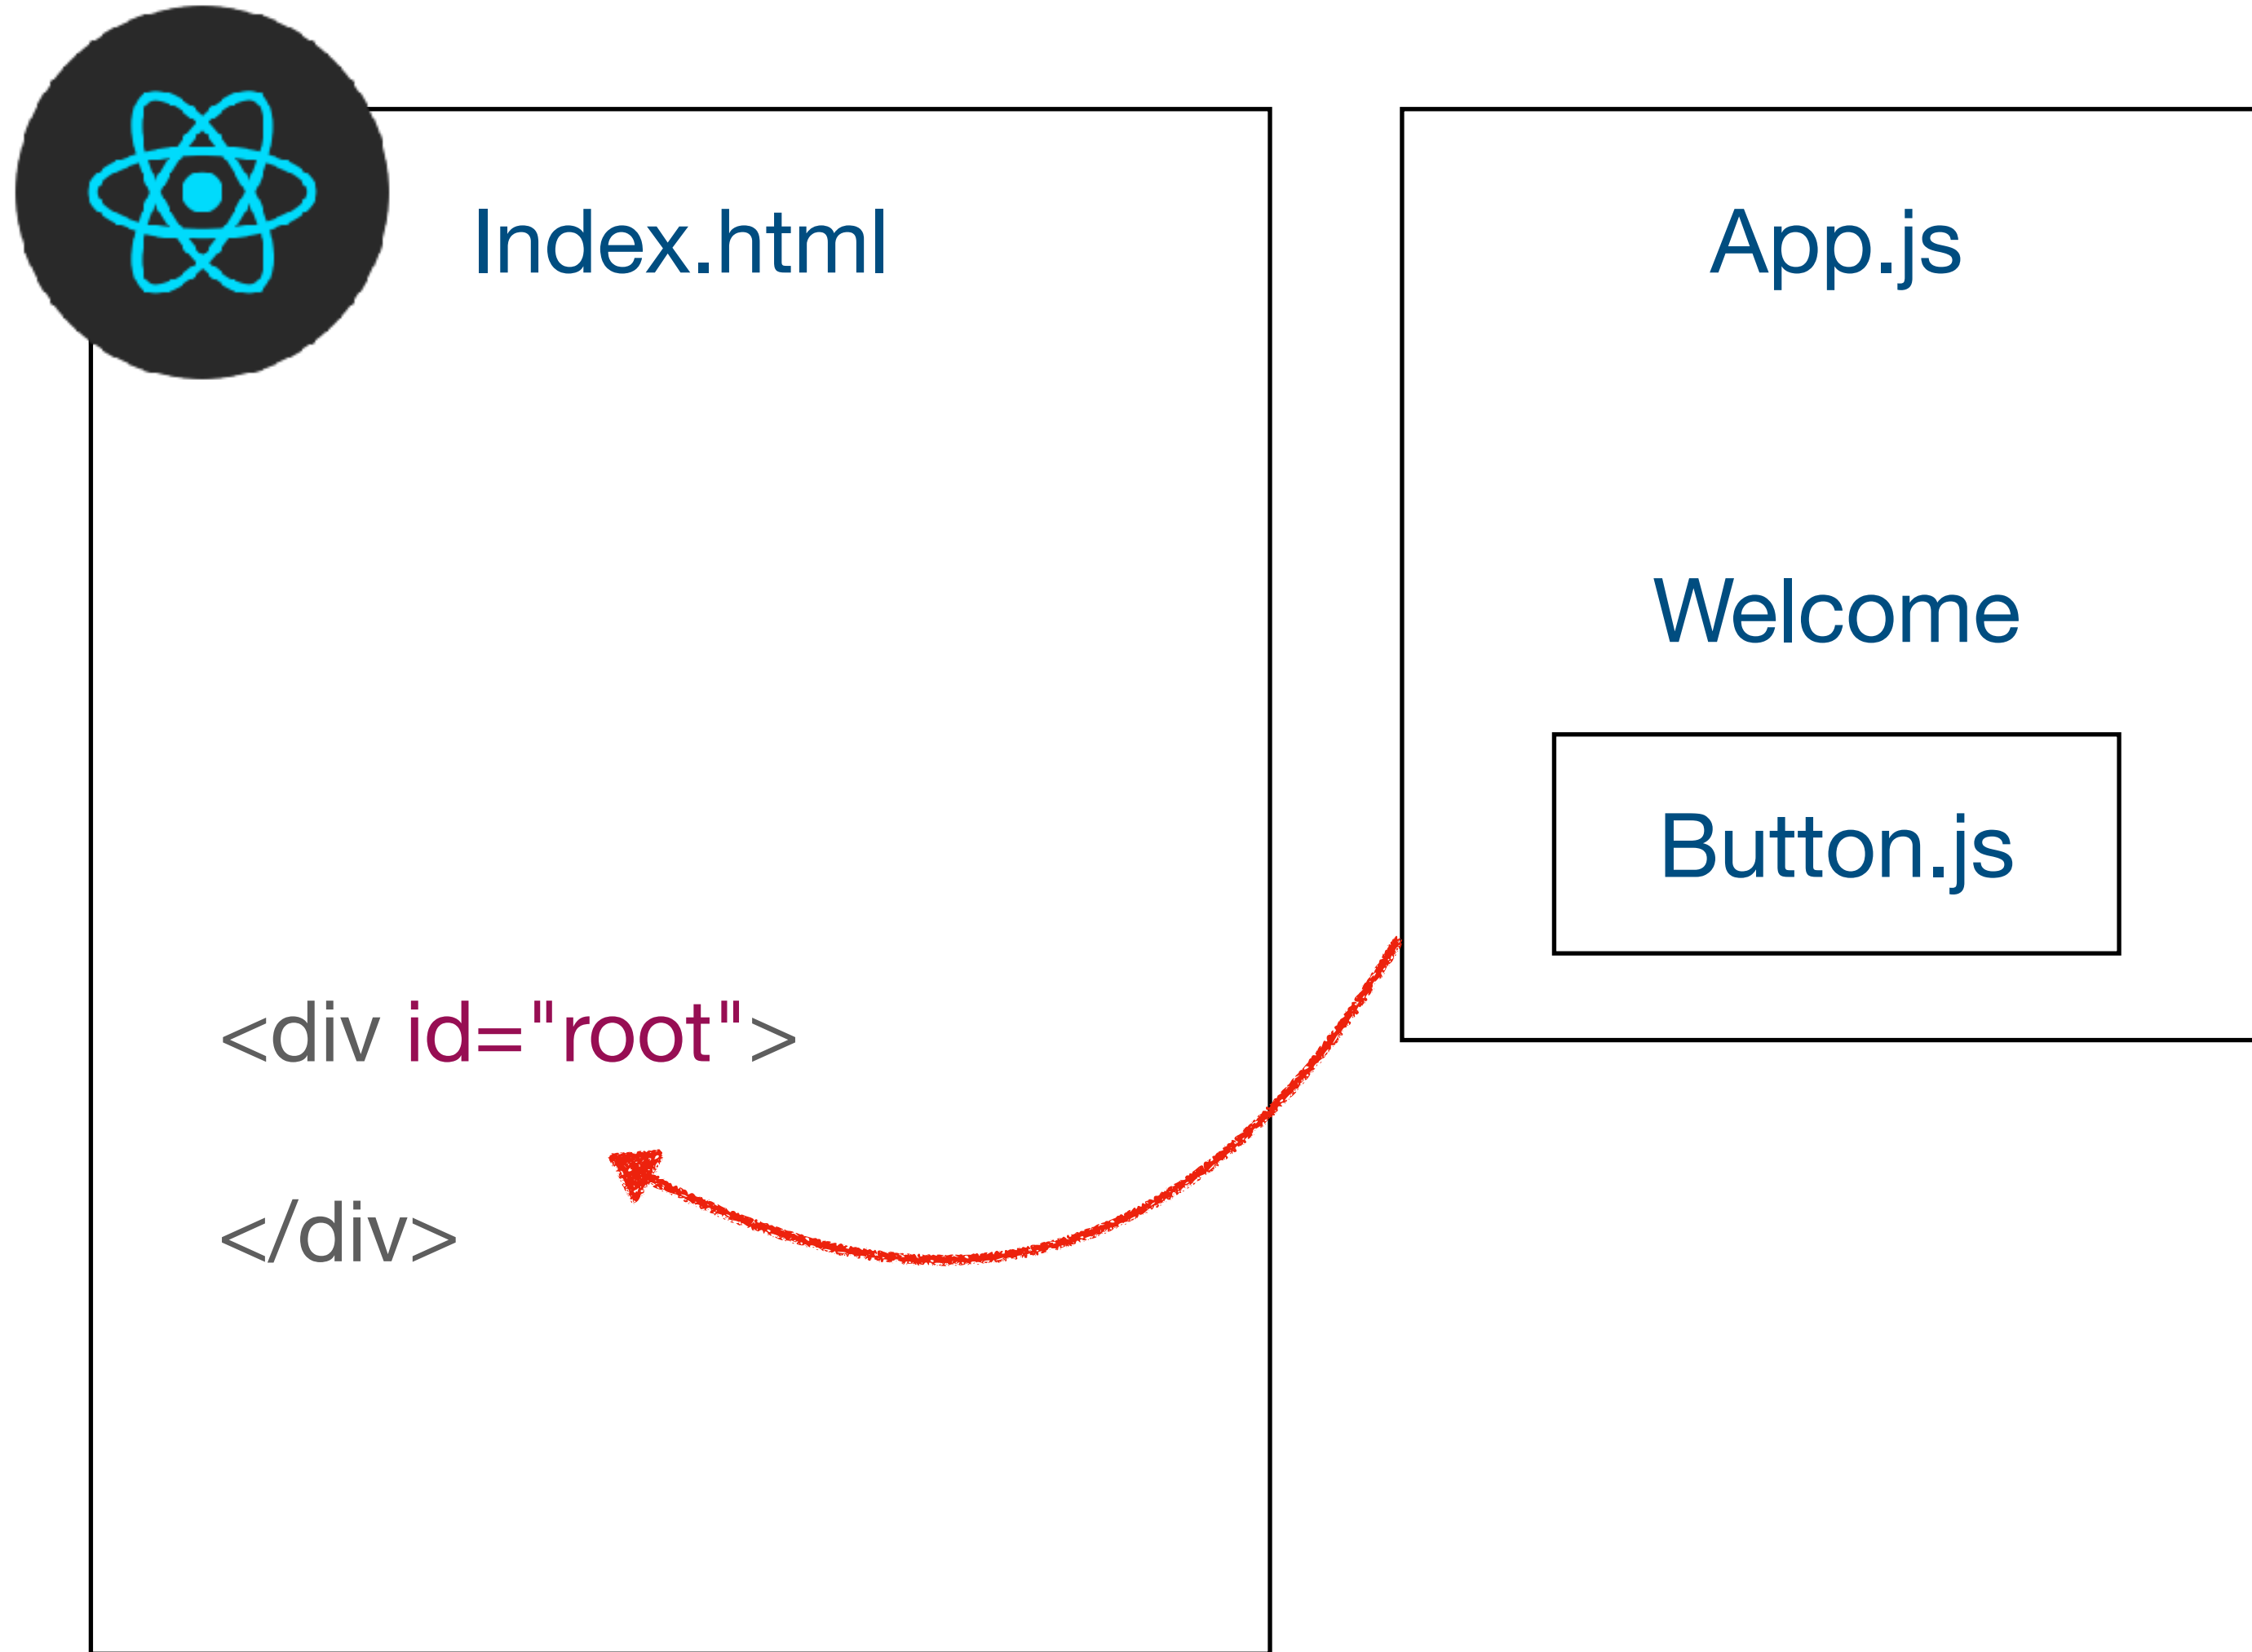 Index.html
<div id="root">
</div>
App.js
Welcome
Button.js